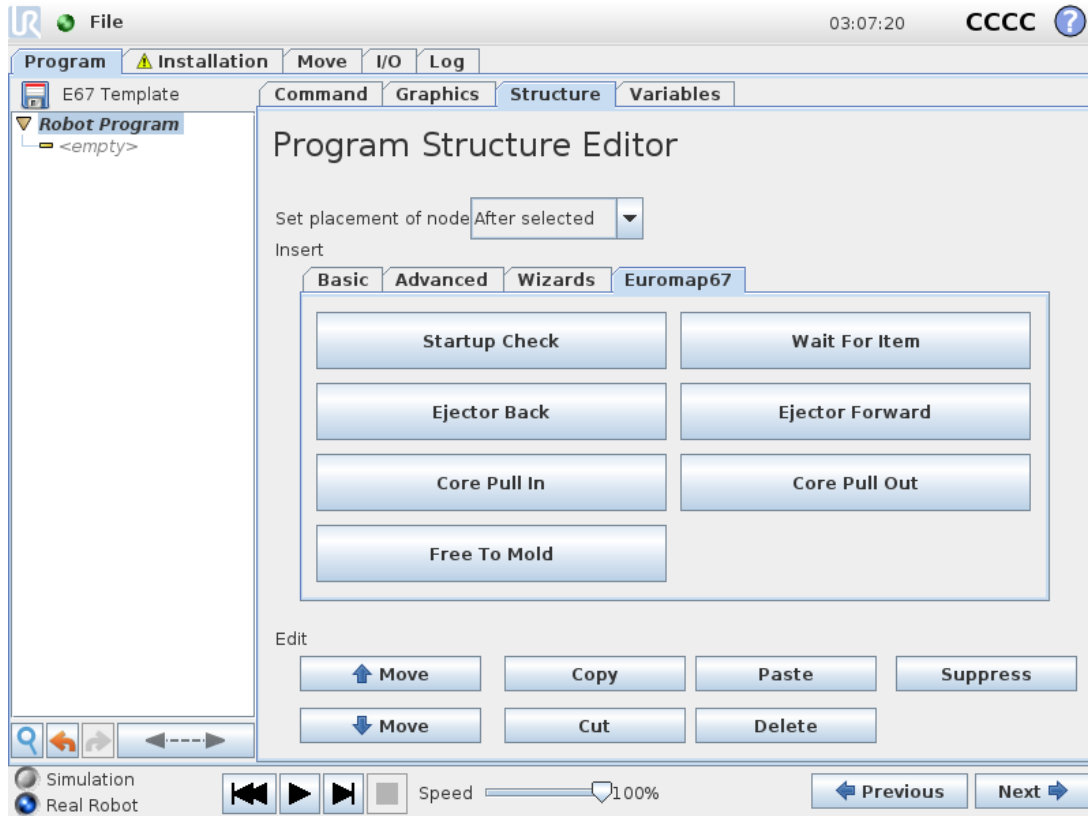 UR File 03:07:20 CCCC ?
Program Installation Move I/O Log
E67 Template Command Graphics Structure Variables
Robot Program
<empty>
Program Structure Editor
Set placement of node After selected
Insert
Basic Advanced Wizards Euromap67
Startup Check Wait For Item
Ejector Back Ejector Forward
Core Pull In Core Pull Out
Free To Mold
Edit
Move Copy Paste Suppress
Move Cut Delete
Simulation
Real Robot
Speed 100% Previous Next